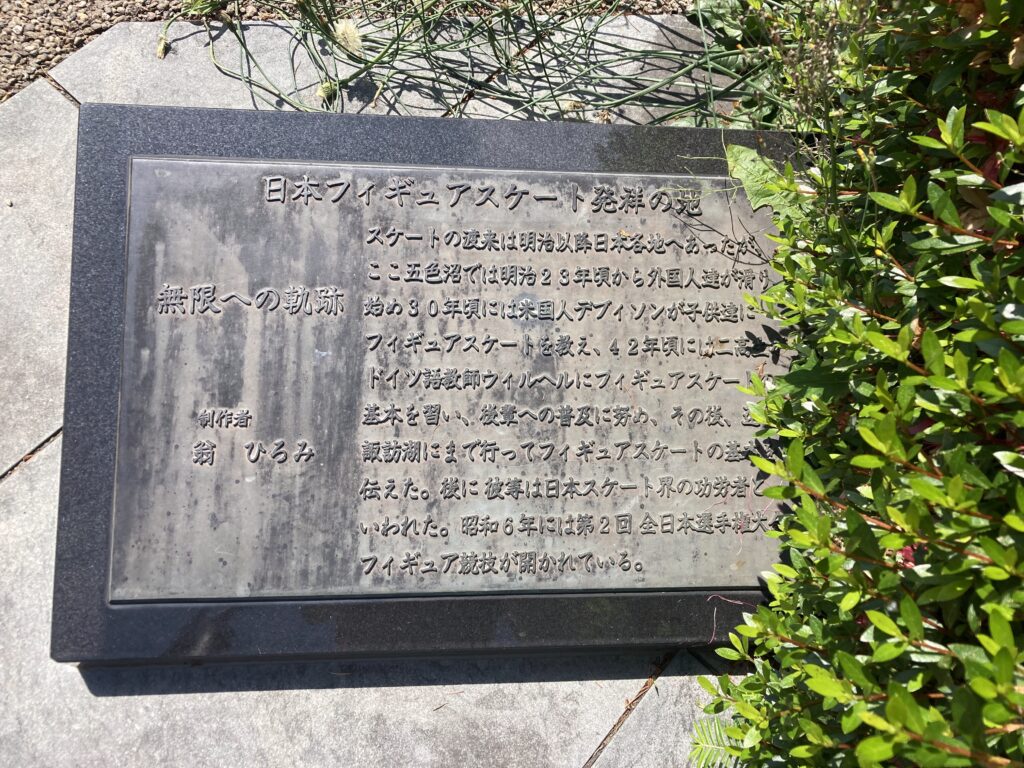 日本フィギュアスケート発祥の地
無限への軌跡
制作者
翁 ひろみ
スケートの渡来は明治以降日本各地へあったが
ここ五色沼では明治23年頃から外国人達が滑り
始め30年頃には米国人デブィソンが子供達に
フィギュアスケートを教え、42年頃には二高
ドイツ語教師ウィルヘルにフィギュアスケー
基本を習い、後輩への普及に努め、その後、
諏訪湖にまで行ってフィギュアスケートの基
伝えた。後に彼等は日本スケート界の功労者と
いわれた。昭和6年には第2回 全日本選手権大
フィギュア競技が開かれている。